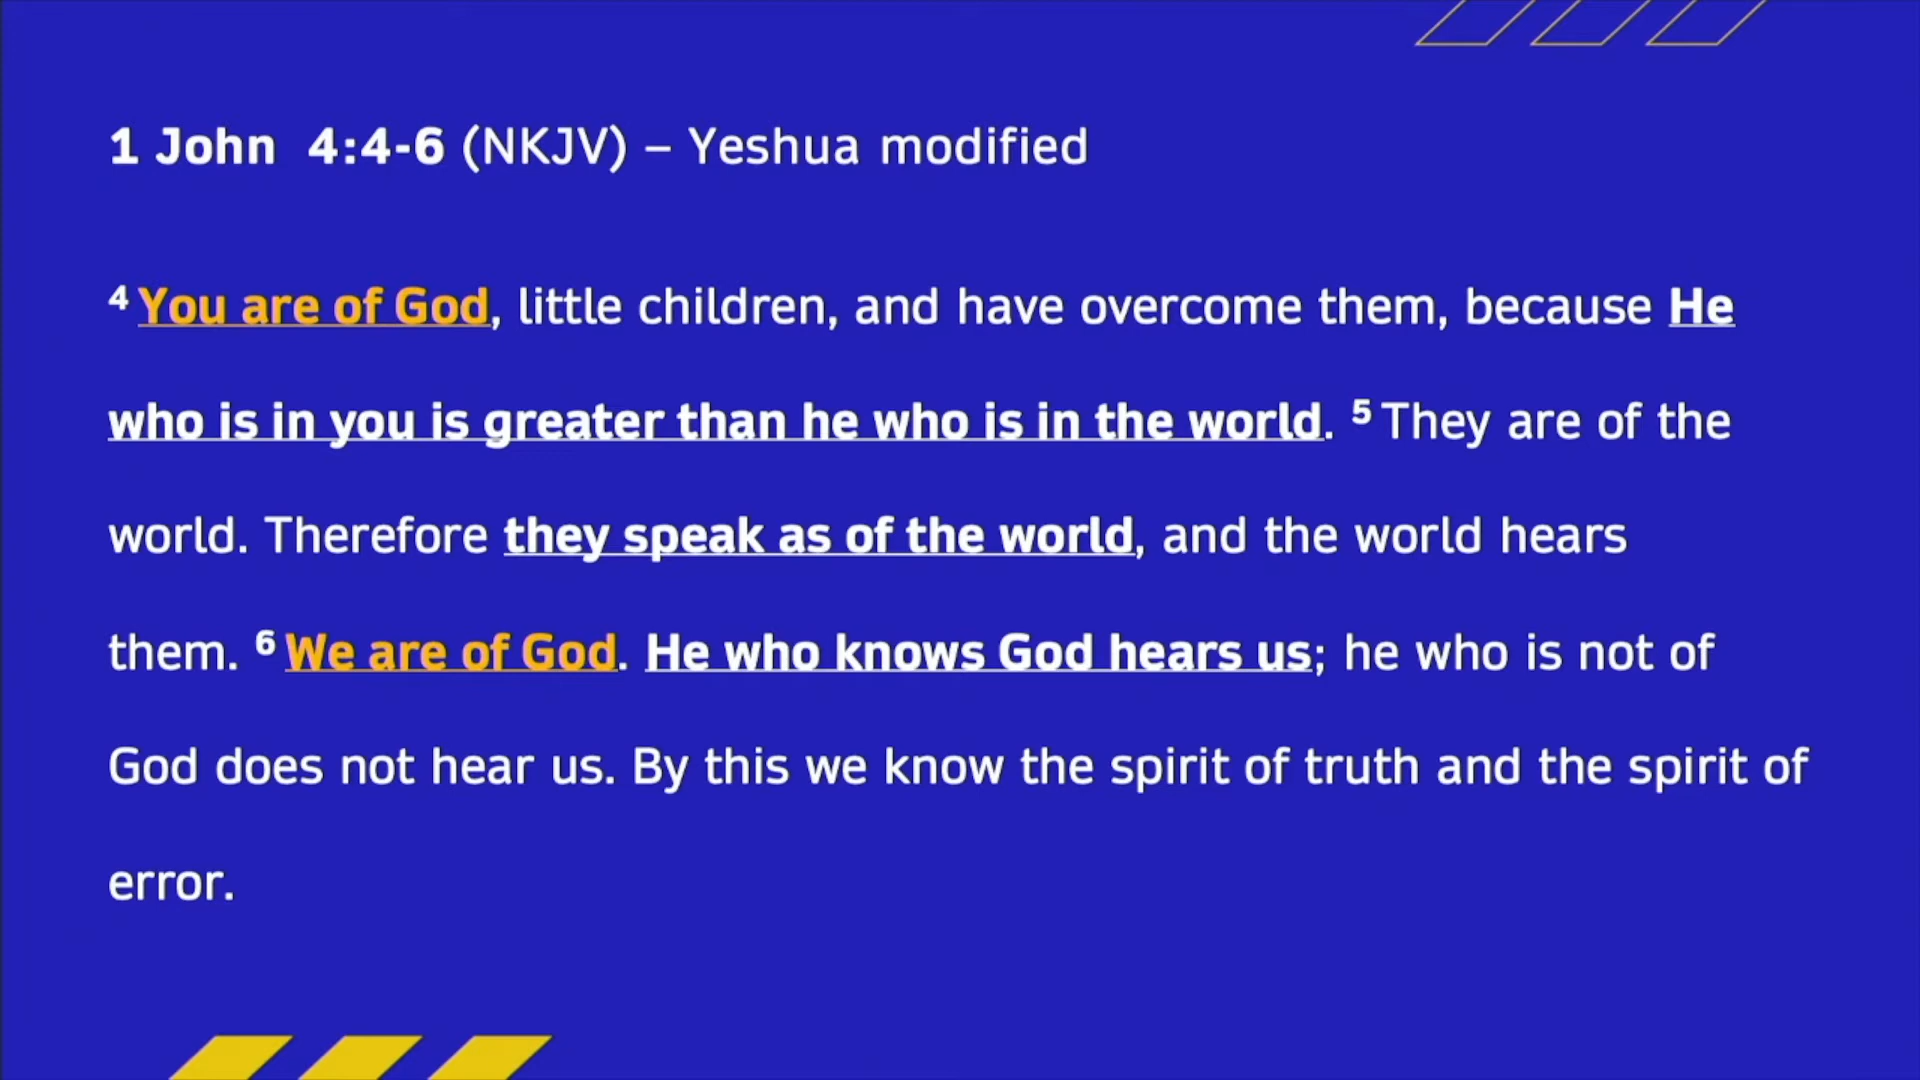 1 John 4:4-6 (NKJV) – Yeshua modified
4 You are of God, little children, and have overcome them, because He
who is in you is greater than he who is in the world. 5 They are of the
world. Therefore they speak as of the world, and the world hears
them. 6 We are of God. He who knows God hears us; he who is not of
God does not hear us. By this we know the spirit of truth and the spirit of
error.